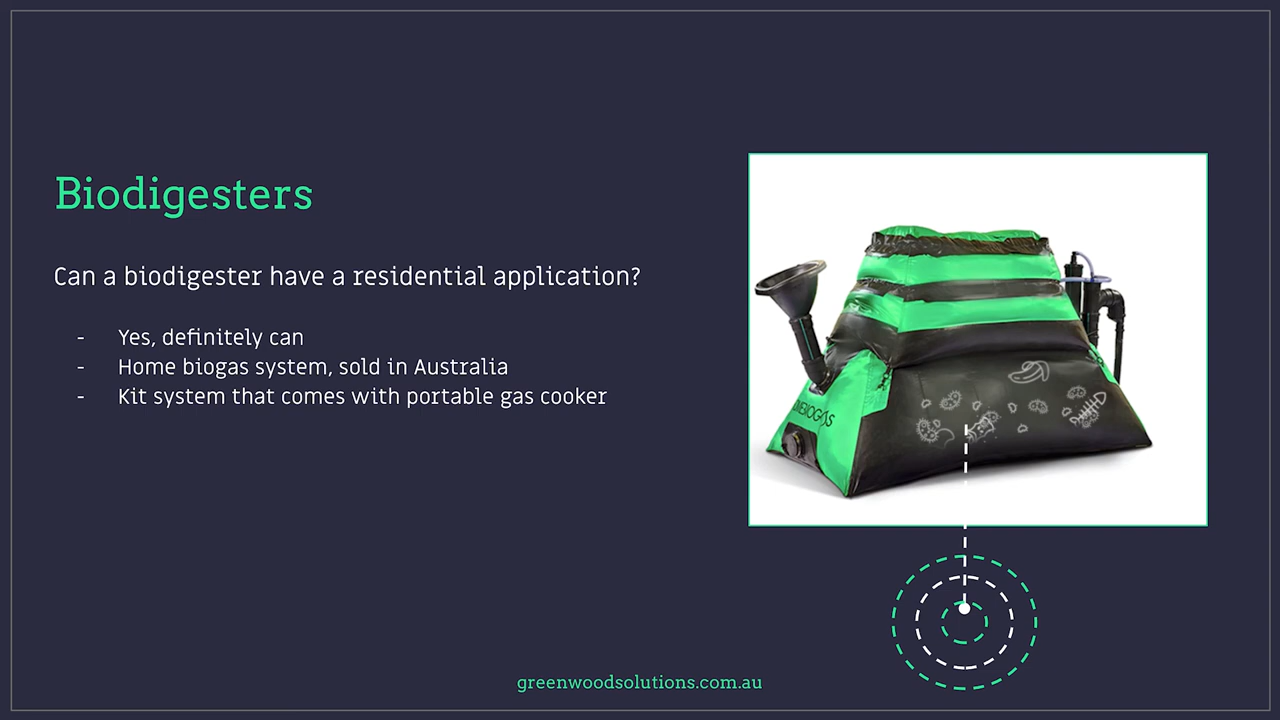 Biodigesters
Can a biodigester have a residential application?
- Yes, definitely can
- Home biogas system, sold in Australia
- Kit system that comes with portable gas cooker
greenwoodsolutions.com.au